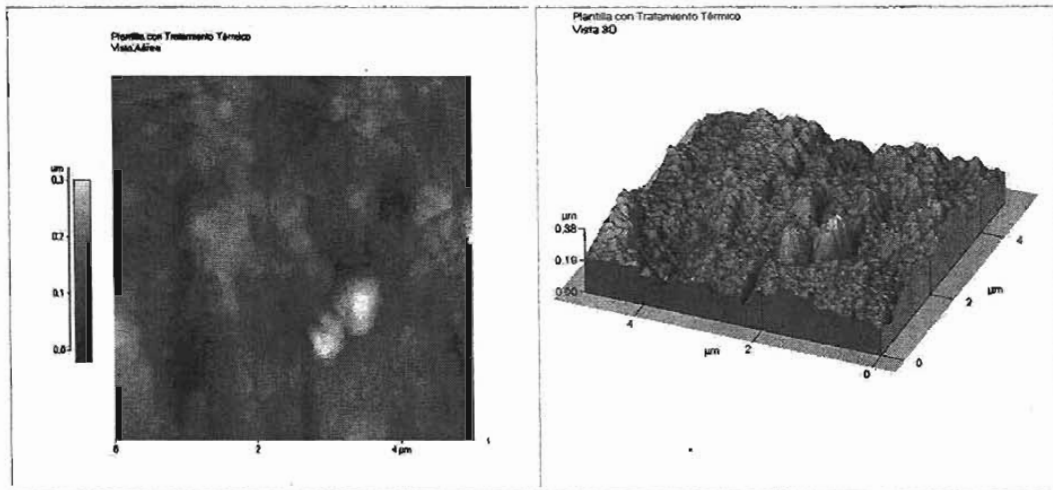 Plantilla con Tratamiento Térmico
Vista Aérea
µm
0.3
0.2
0.1
0.0
0
2
4 µm
Plantilla con Tratamiento Térmico
Vista 3D
µm
0.38
0.19
0.00
4
2
0
µm
0
2
4
µm